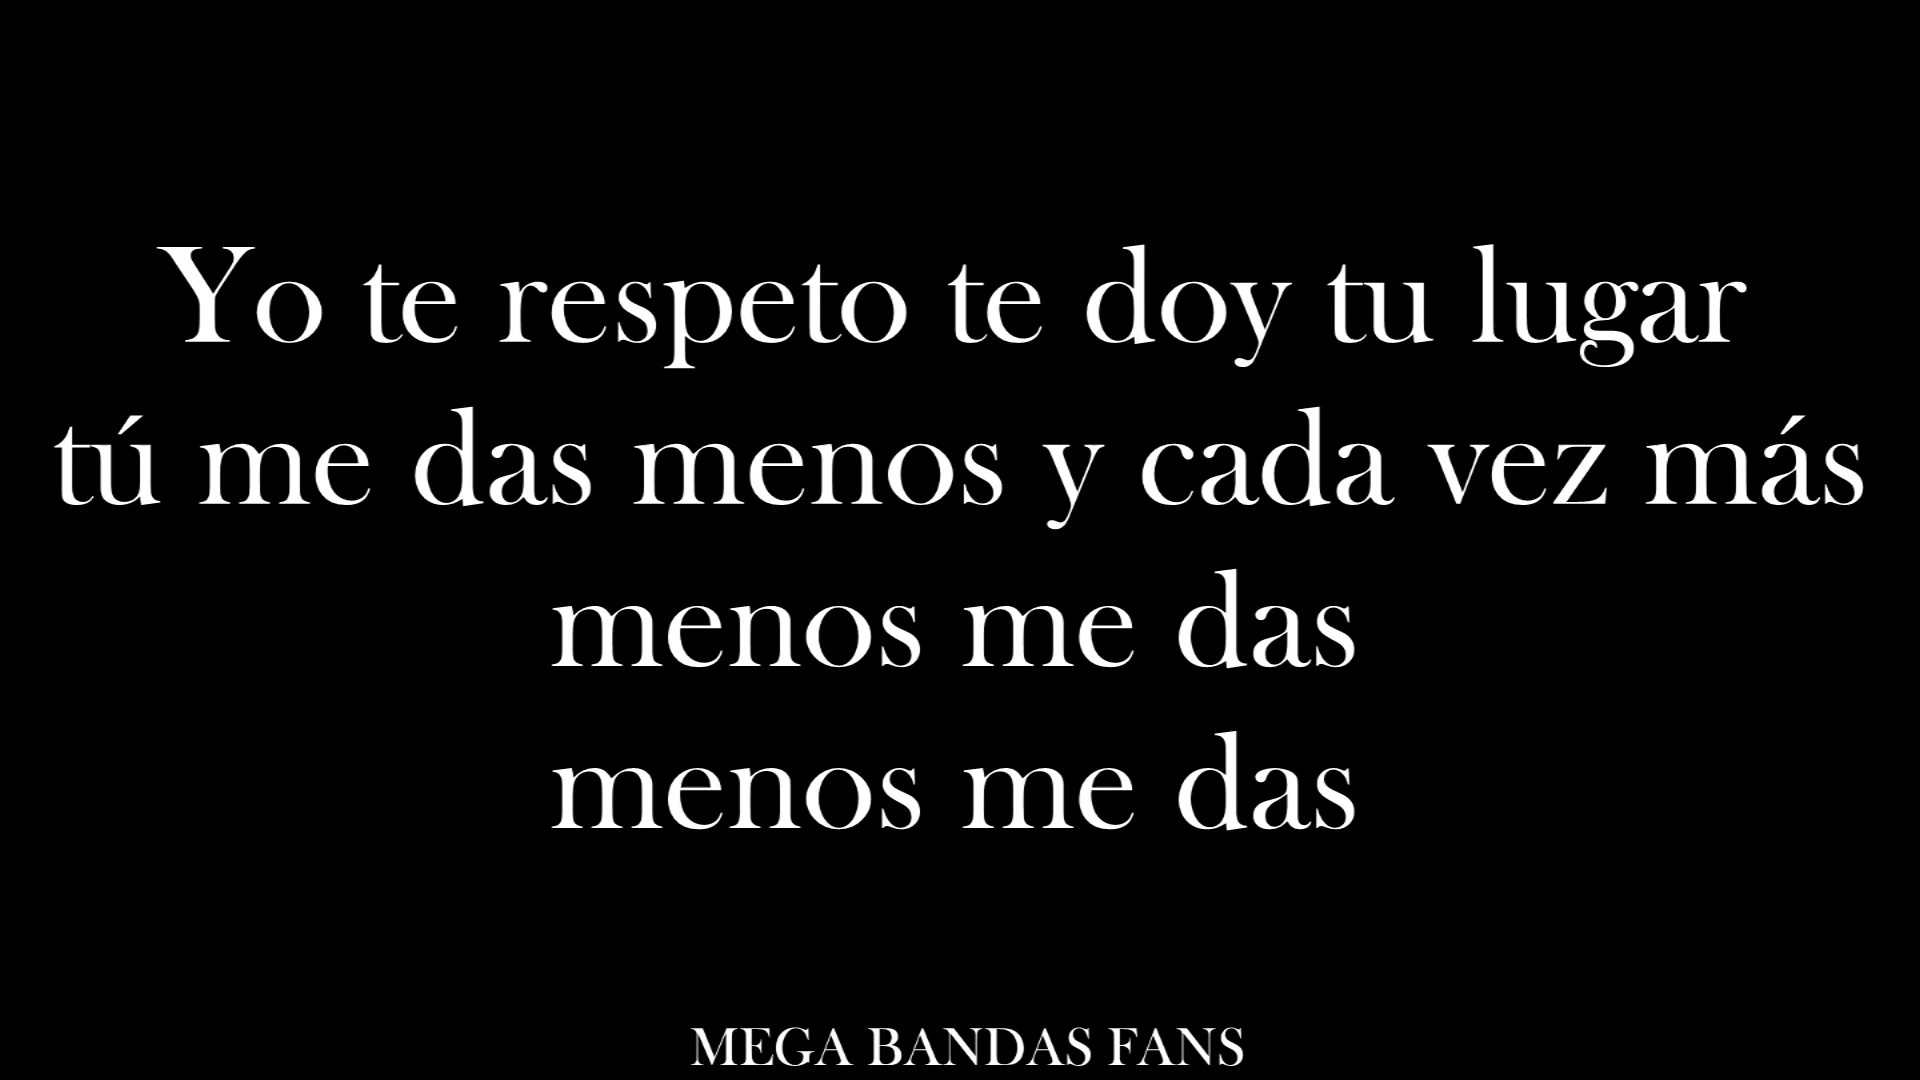 Yo te respeto te doy tu lugar
tú me das menos y cada vez más
menos me das
menos me das
MEGA BANDAS FANS